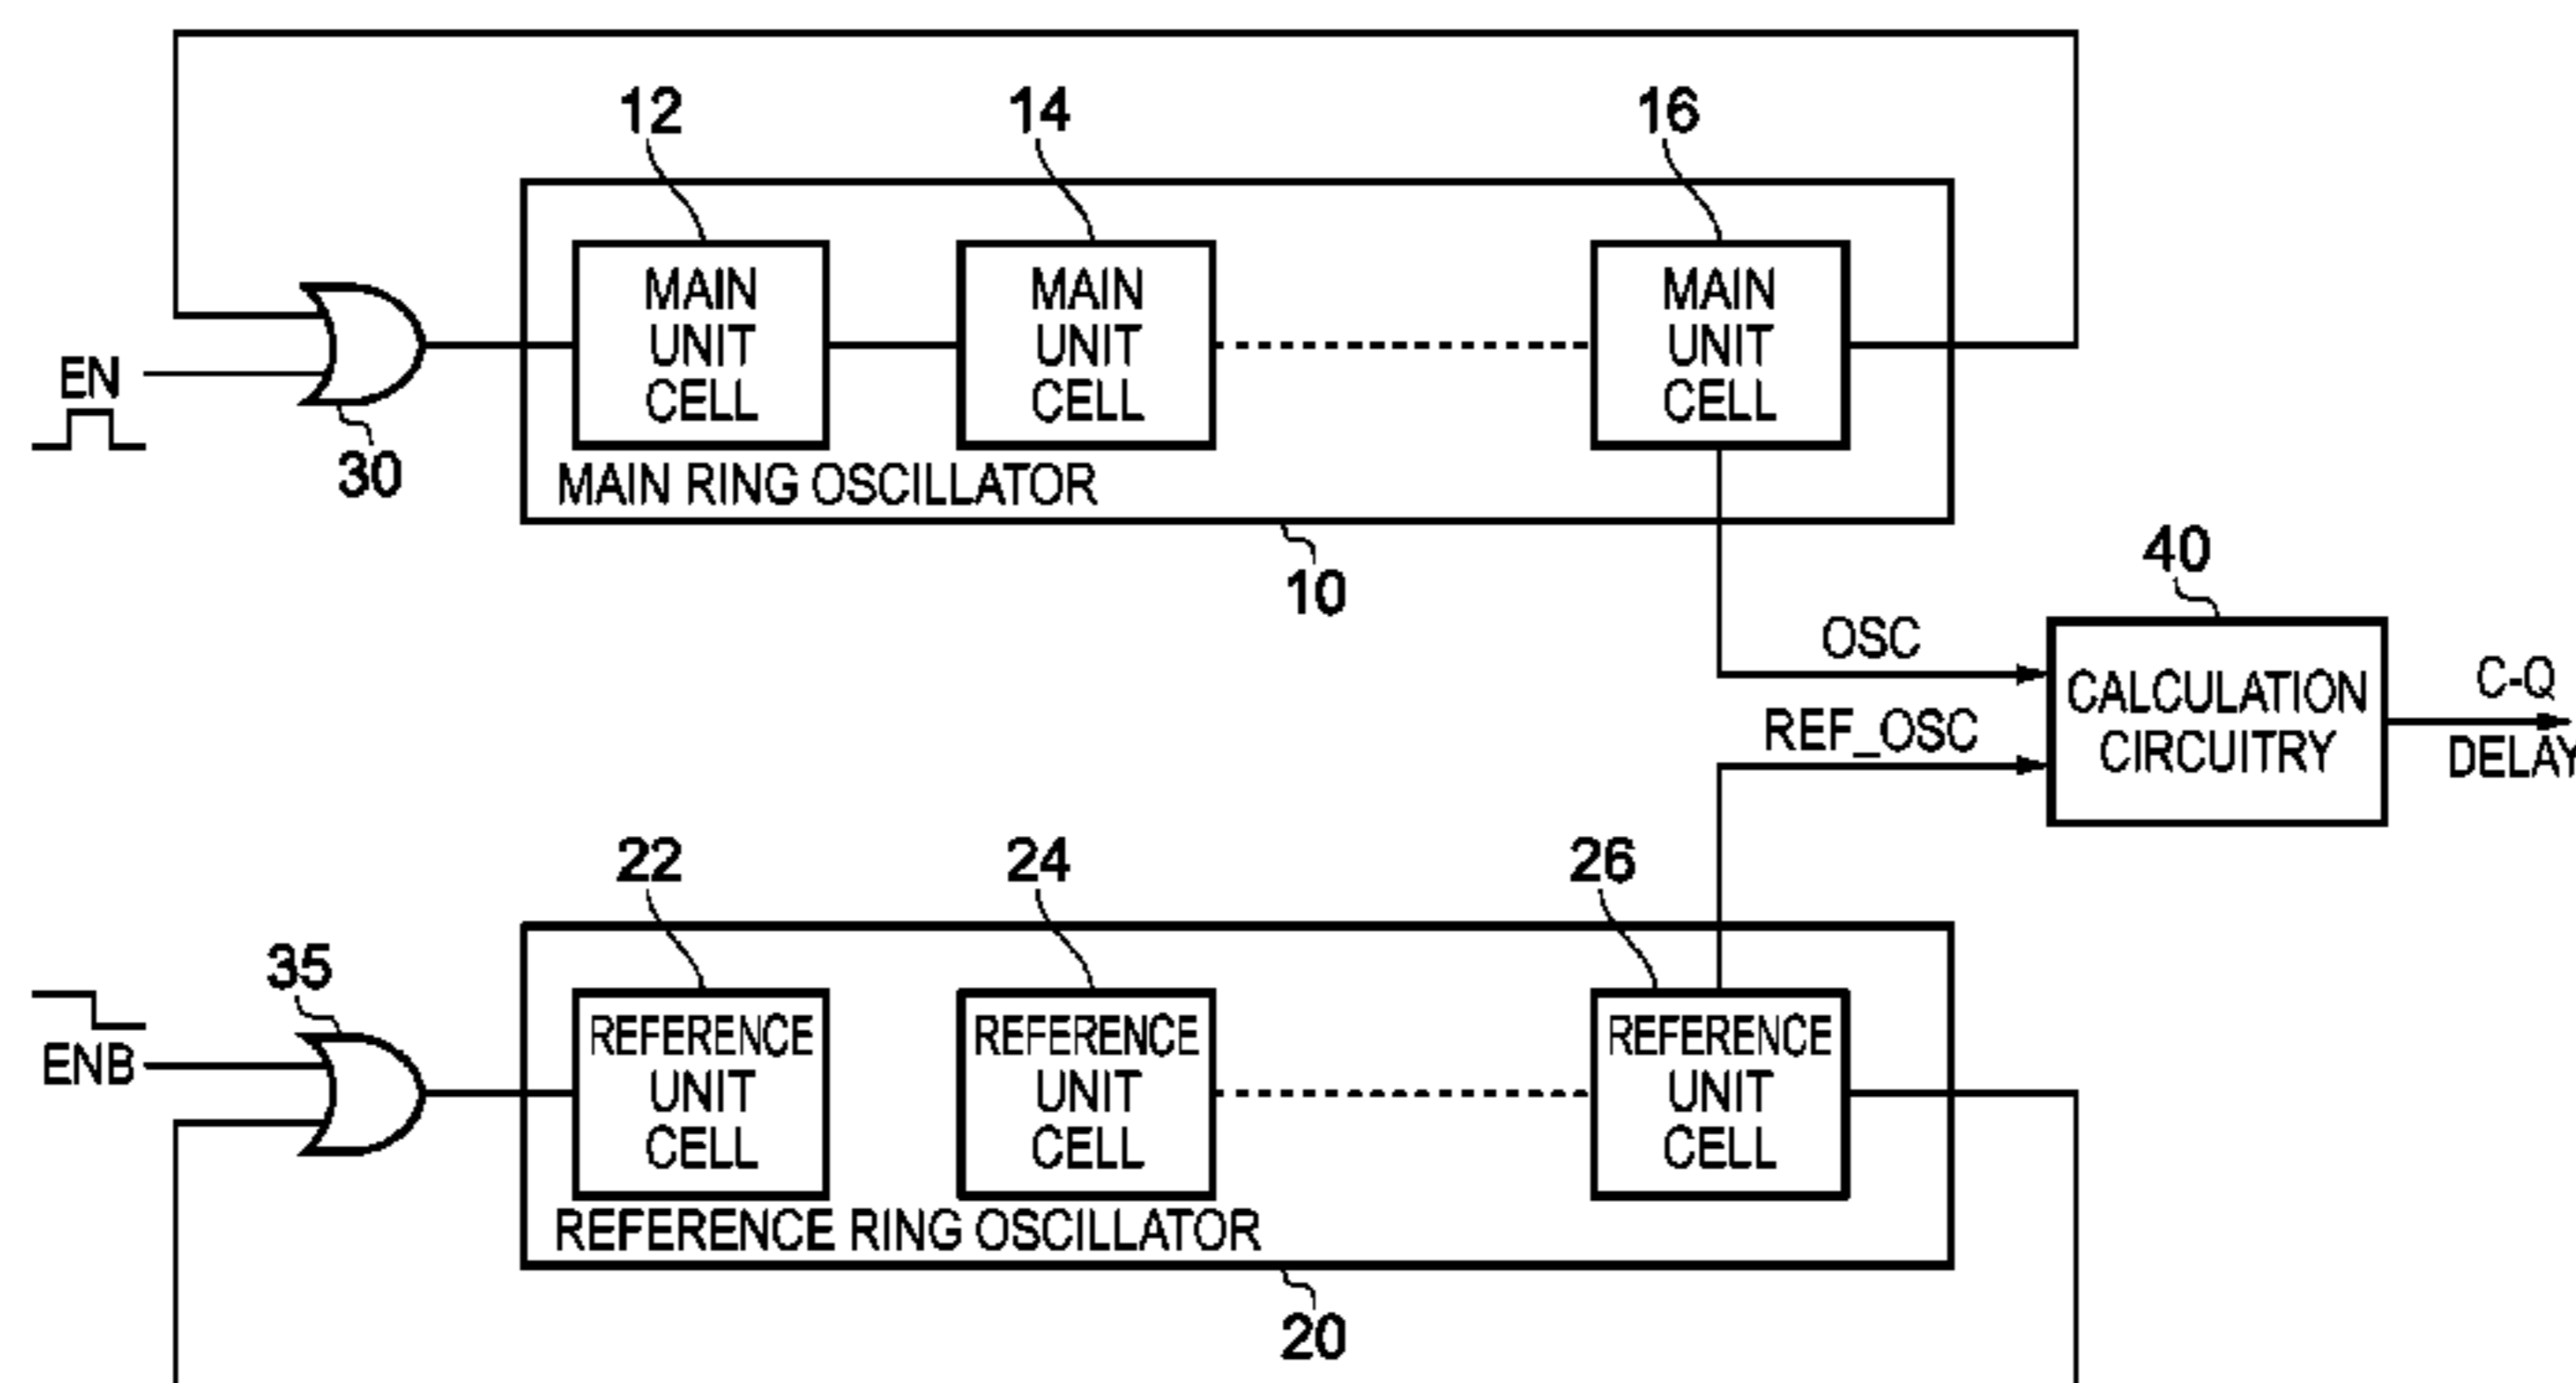 12
14
16
MAIN UNIT CELL
MAIN UNIT CELL
MAIN UNIT CELL
EN
30
MAIN RING OSCILLATOR
10
40
OSC
REF_OSC
CALCULATION CIRCUITRY
C-Q DELAY
22
24
26
35
ENB
REFERENCE UNIT CELL
REFERENCE UNIT CELL
REFERENCE UNIT CELL
REFERENCE RING OSCILLATOR
20